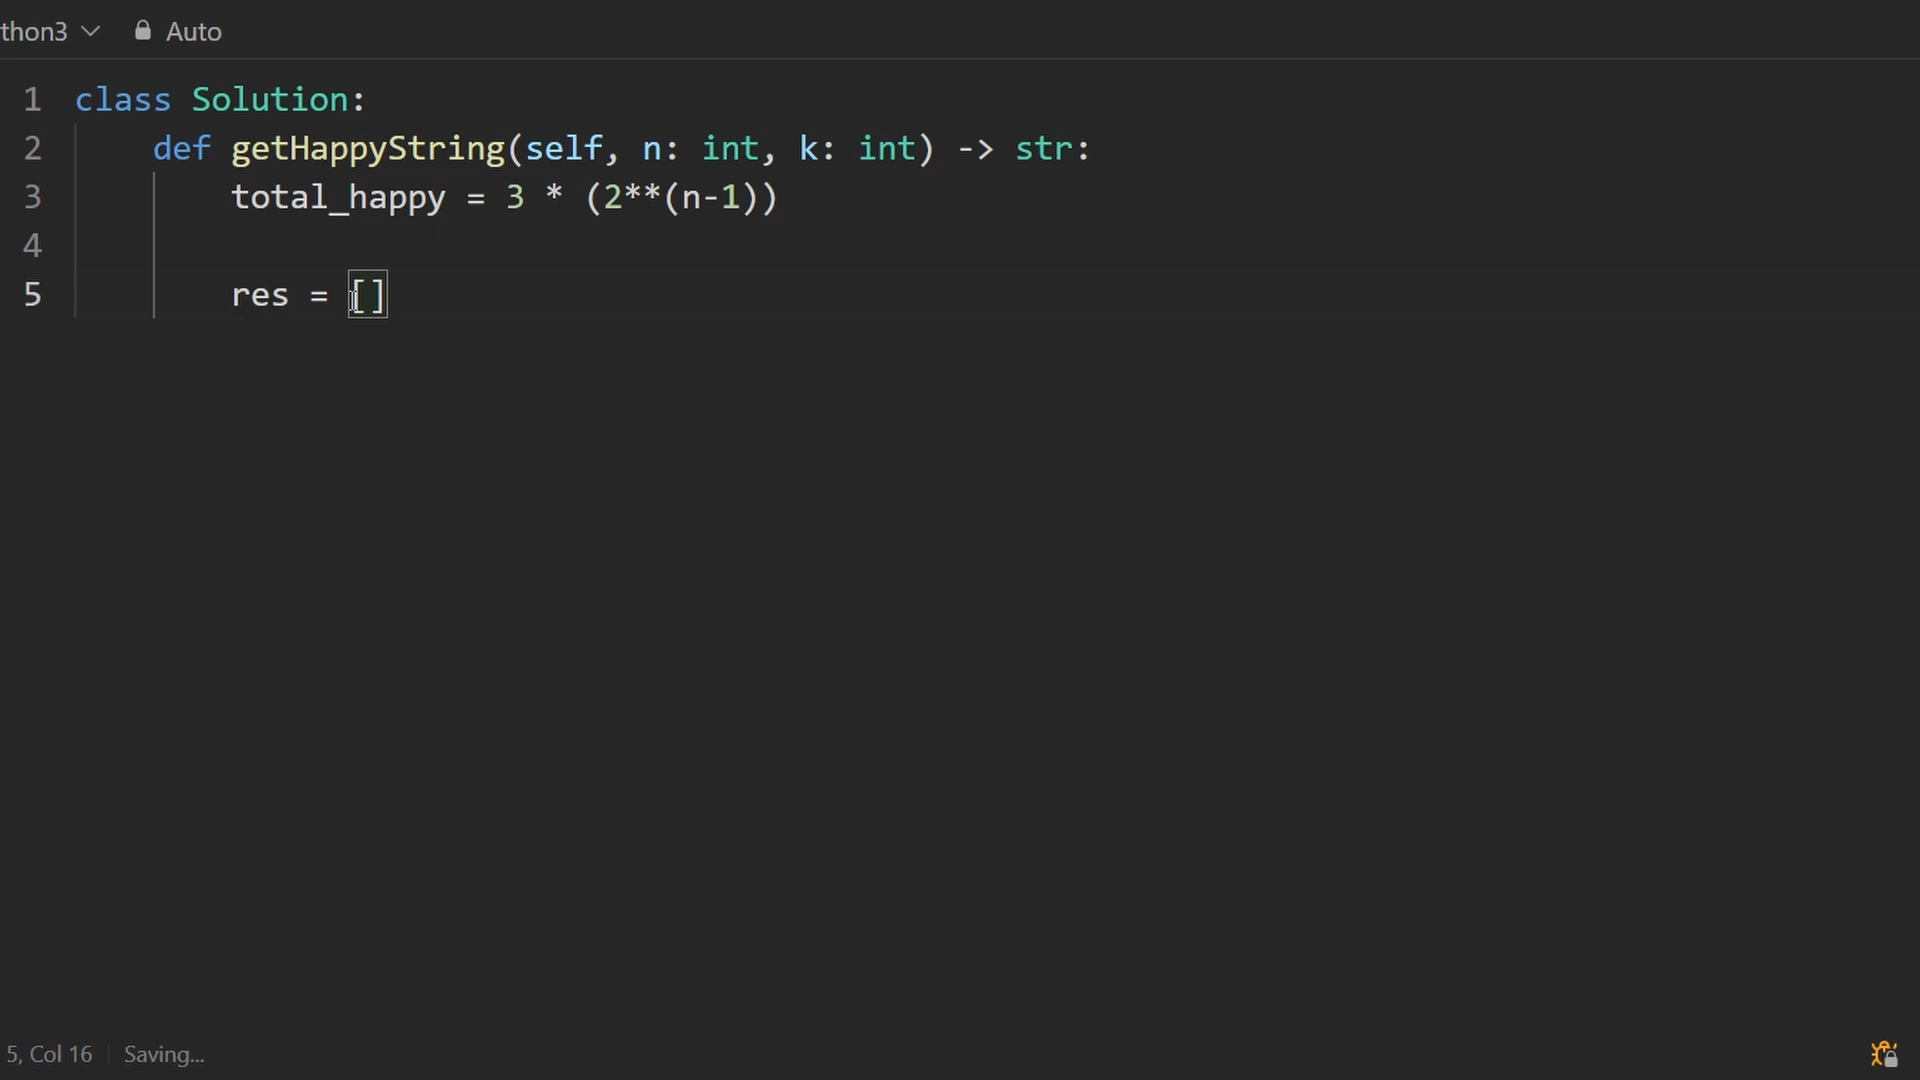 thon3 Auto
1 class Solution:
2 def getHappyString(self, n: int, k: int) -> str:
3 total_happy = 3 * (2**(n-1))
4
5 res = []
5, Col 16 Saving...